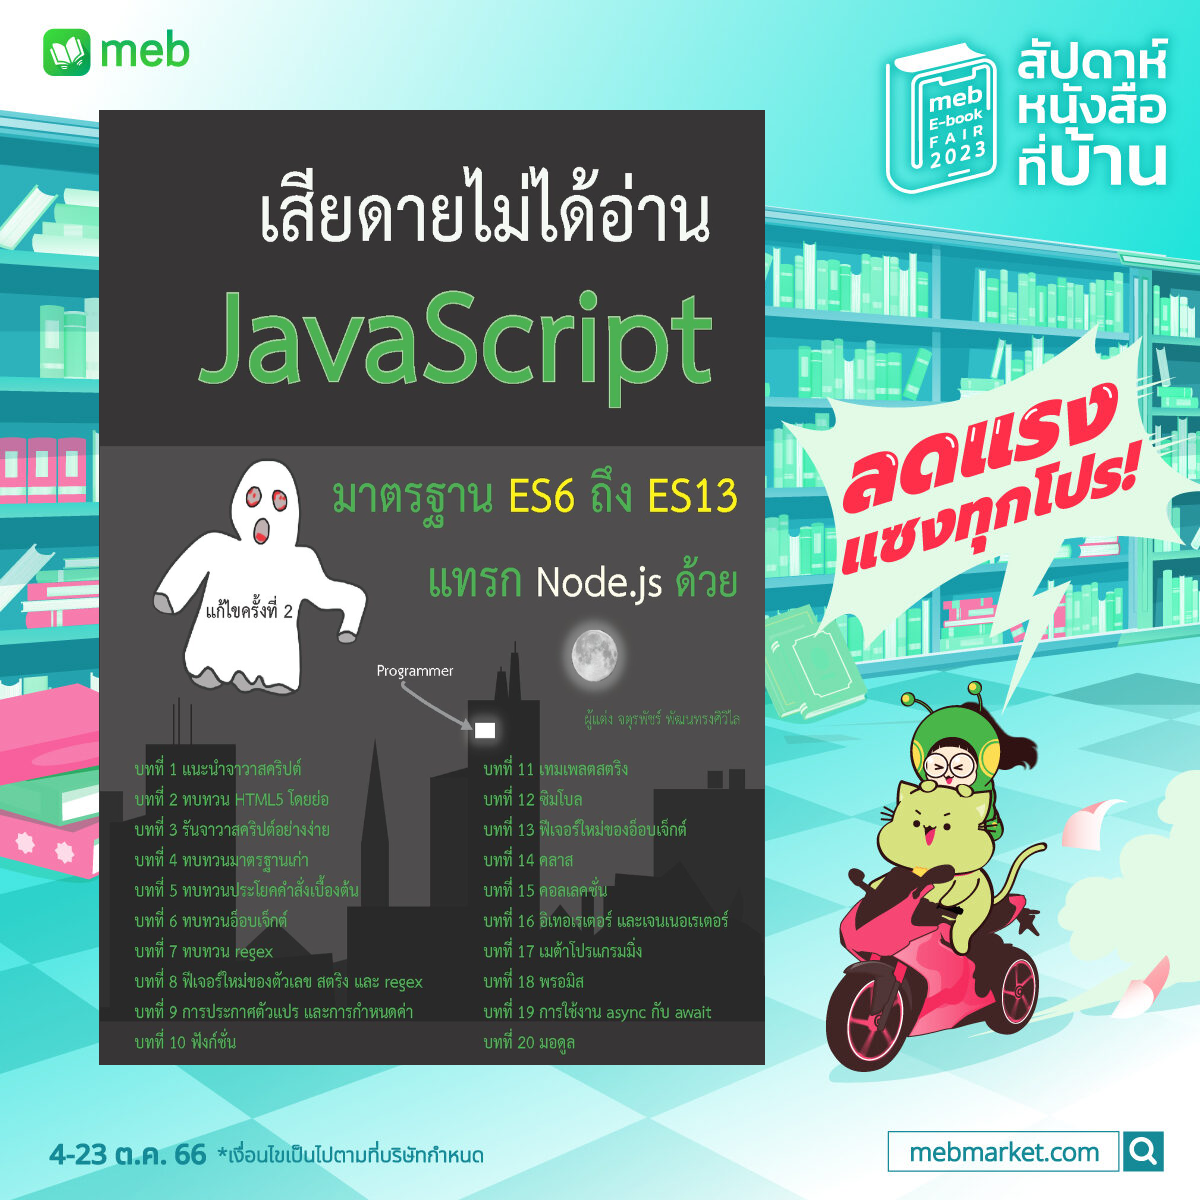 meb
meb
E-book
FAIR
2023
สัปดาห์
หนังสือ
ที่บ้าน
เสียดายไม่ได้อ่าน
JavaScript
มาตรฐาน ES6 ถึง ES13
แทรก Node.js ด้วย
แก้ไขครั้งที่ 2
Programmer
ผู้แต่ง จตุรพัชร์ พัฒนทรงศิวิไล
บทที่ 1 แนะนำจาวาสคริปต์
บทที่ 2 ทบทวน HTML5 โดยย่อ
บทที่ 3 รันจาวาสคริปต์อย่างง่าย
บทที่ 4 ทบทวนมาตรฐานเก่า
บทที่ 5 ทบทวนประโยคคำสั่งเบื้องต้น
บทที่ 6 ทบทวนอ็อบเจ็กต์
บทที่ 7 ทบทวน regex
บทที่ 8 ฟีเจอร์ใหม่ของตัวเลข สตริง และ regex
บทที่ 9 การประกาศตัวแปร และการกำหนดค่า
บทที่ 10 ฟังก์ชั่น
บทที่ 11 เทมเพลตสตริง
บทที่ 12 ซิมโบล
บทที่ 13 ฟีเจอร์ใหม่ของอ็อบเจ็กต์
บทที่ 14 คลาส
บทที่ 15 คอลเลคชั่น
บทที่ 16 อิเทอเรเตอร์ และเจนเนอเรเตอร์
บทที่ 17 เมต้าโปรแกรมมิ่ง
บทที่ 18 พรอมิส
บทที่ 19 การใช้งาน async กับ await
บทที่ 20 มอดูล
ลดแรง
แซงทุกโปร!
4-23 ต.ค. 66 *เงื่อนไขเป็นไปตามที่บริษัทกำหนด
mebmarket.com